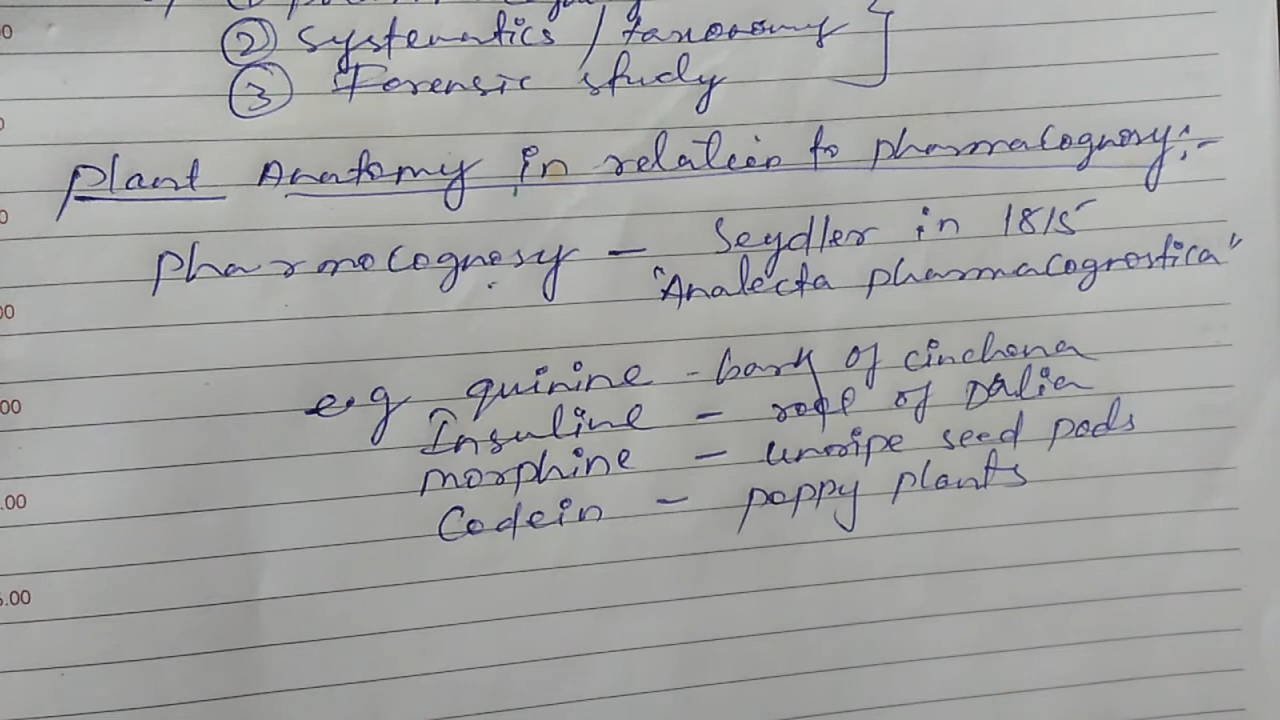 ② Systematics / taxonomy
③ Forensic study
plant Anatomy in relation to pharmacognosy:-
pharmocognosy - Seydler in 1815
"Analecta pharmacognostica"
e.g quinine - bark of cinchona
Insuline - root of Dalia
morphine - unripe seed pods
Codein - poppy plants